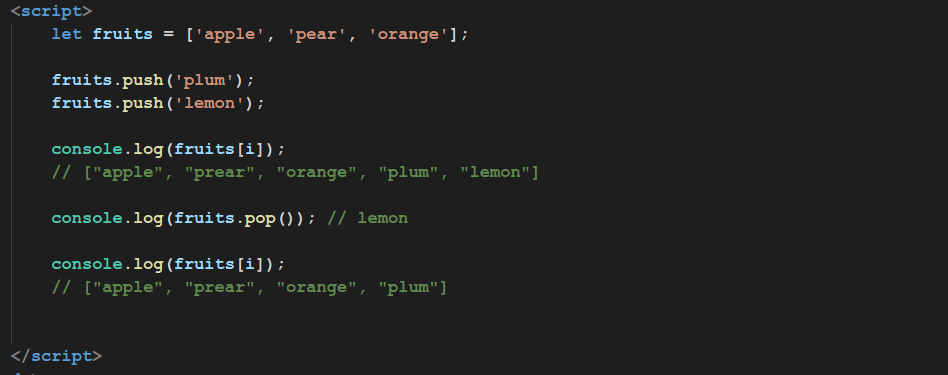 <script>
let fruits = ['apple', 'pear', 'orange'];
fruits.push('plum');
fruits.push('lemon');
console.log(fruits[i]);
// ["apple", "prear", "orange", "plum", "lemon"]
console.log(fruits.pop()); // lemon
console.log(fruits[i]);
// ["apple", "prear", "orange", "plum"]
</script>